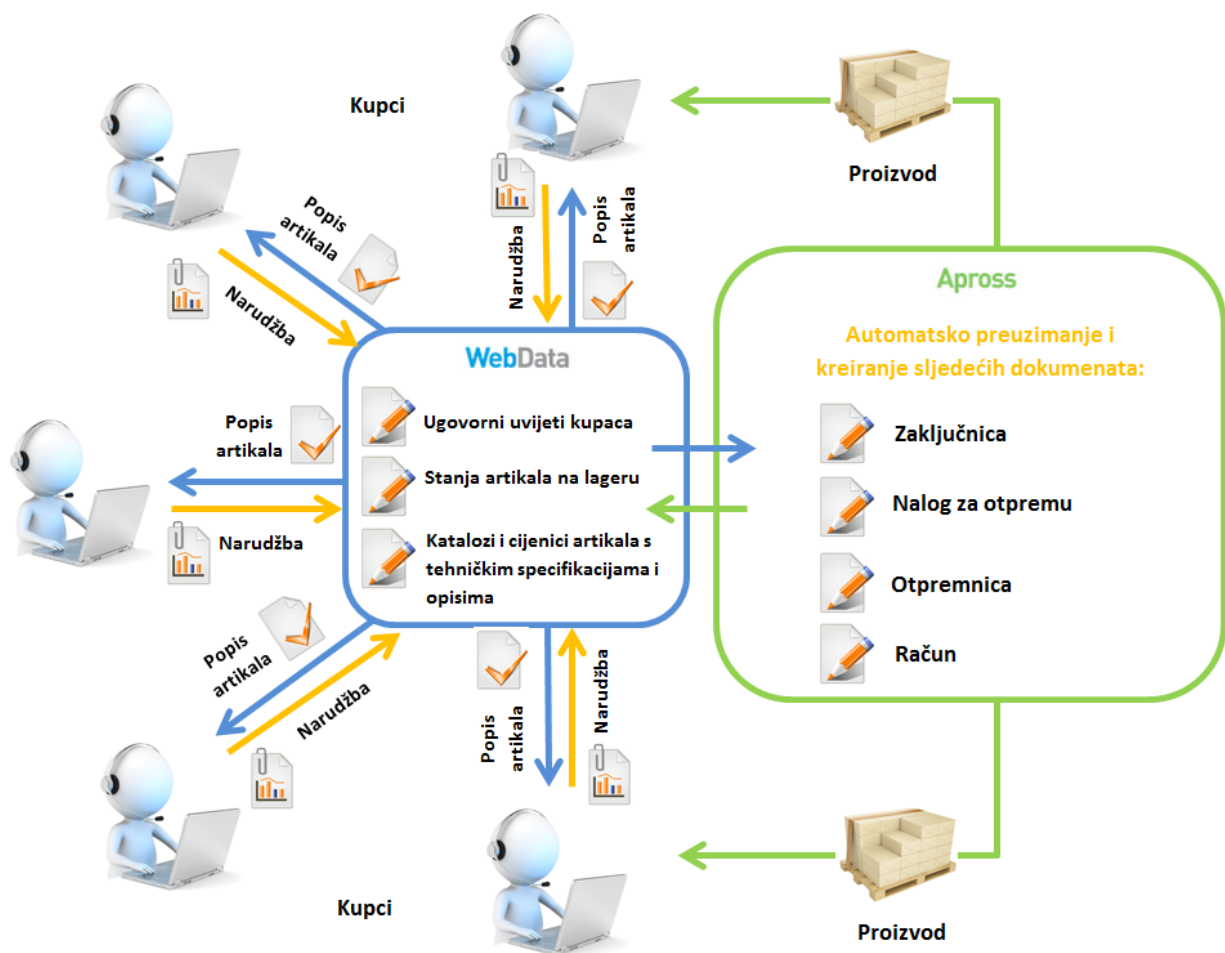 Kupci
Proizvod
Popis
artikala
Narudžba
Narudžba
Popis
artikala
Apross
Automatsko preuzimanje i
kreiranje sljedećih dokumenata:
Zaključnica
Nalog za otpremu
Otpremnica
Račun
WebData
Ugovorni uvijeti kupaca
Stanja artikala na lageru
Katalozi i cijenici artikala s
tehničkim specifikacijama i
opisima
Popis
artikala
Narudžba
Popis
artikala
Narudžba
Popis
artikala
Narudžba
Kupci
Proizvod